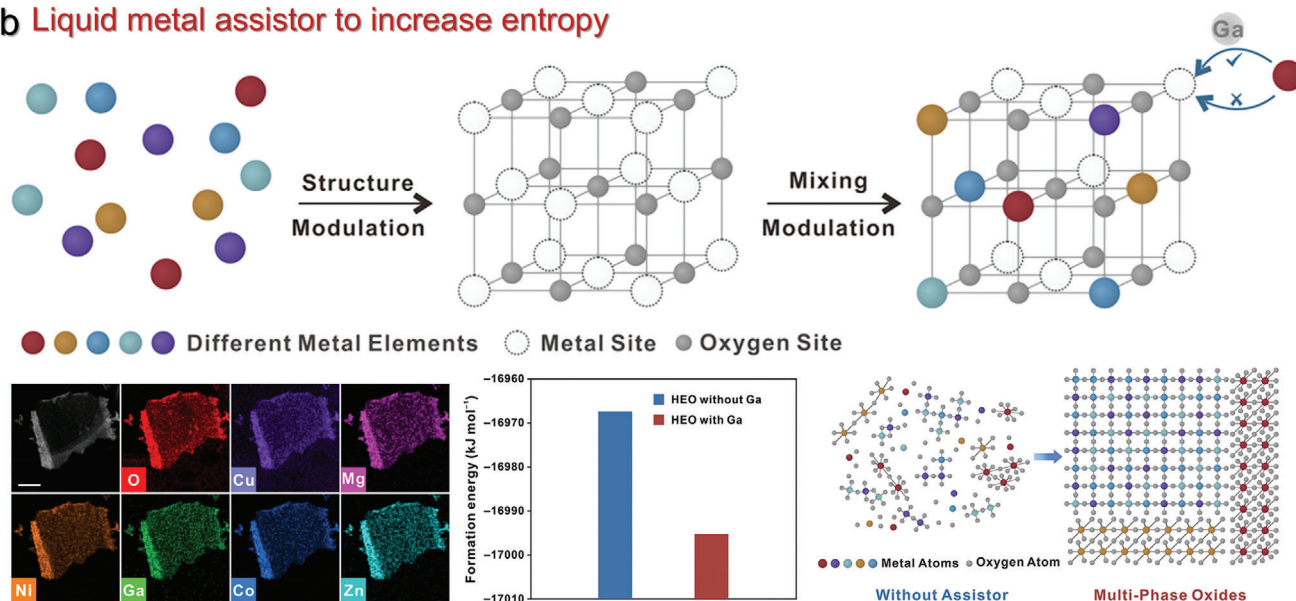 b Liquid metal assistor to increase entropy
Ga
✓
✗
Structure
Modulation
Mixing
Modulation
Different Metal Elements
Metal Site
Oxygen Site
O
Cu
Mg
Ni
Ga
Co
Zn
Formation energy (kJ mol⁻¹)
−16960
−16970
−16980
−16990
−17000
−17010
HEO without Ga
HEO with Ga
Metal Atoms
Oxygen Atom
Without Assistor
Multi-Phase Oxides